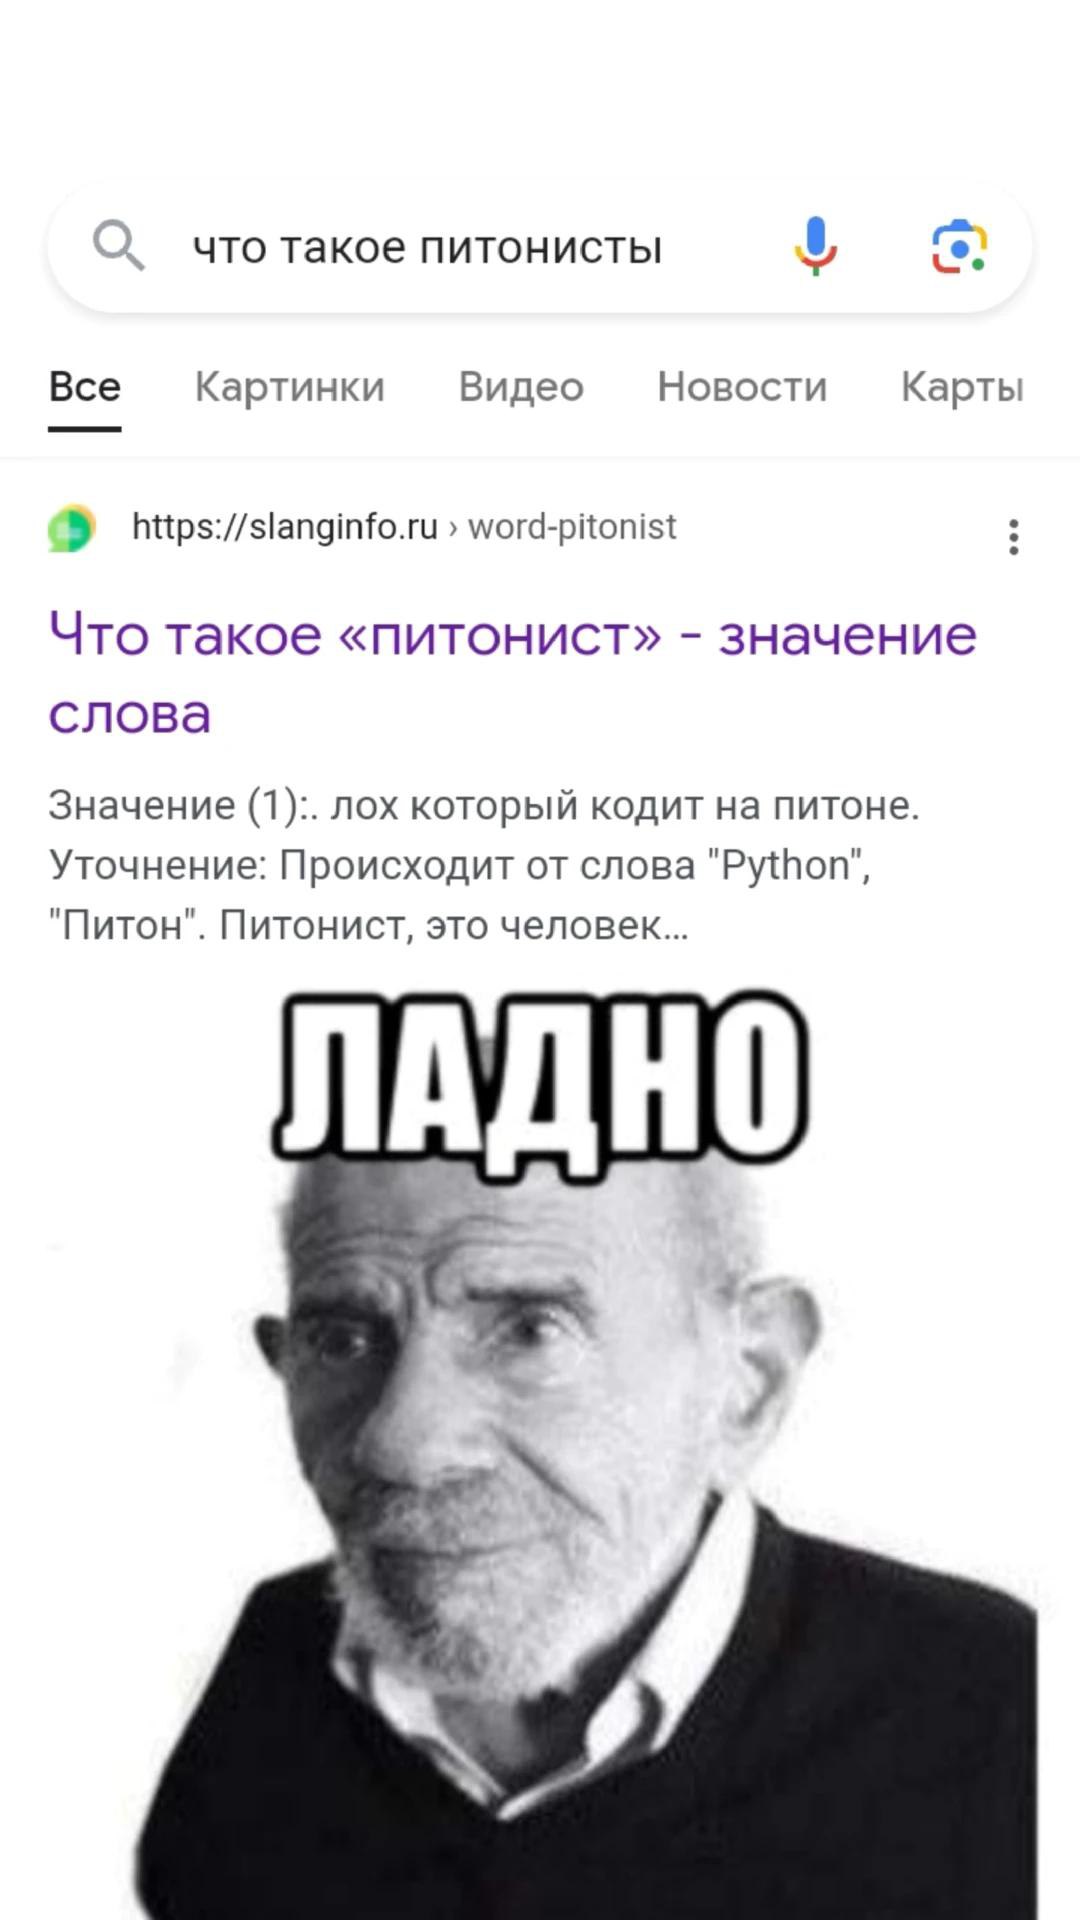 что такое питонисты
Все Картинки Видео Новости Карты
https://slanginfo.ru › word-pitonist
Что такое «питонист» - значение
слова
Значение (1):. лох который кодит на питоне.
Уточнение: Происходит от слова "Python",
"Питон". Питонист, это человек...
ЛАДНО